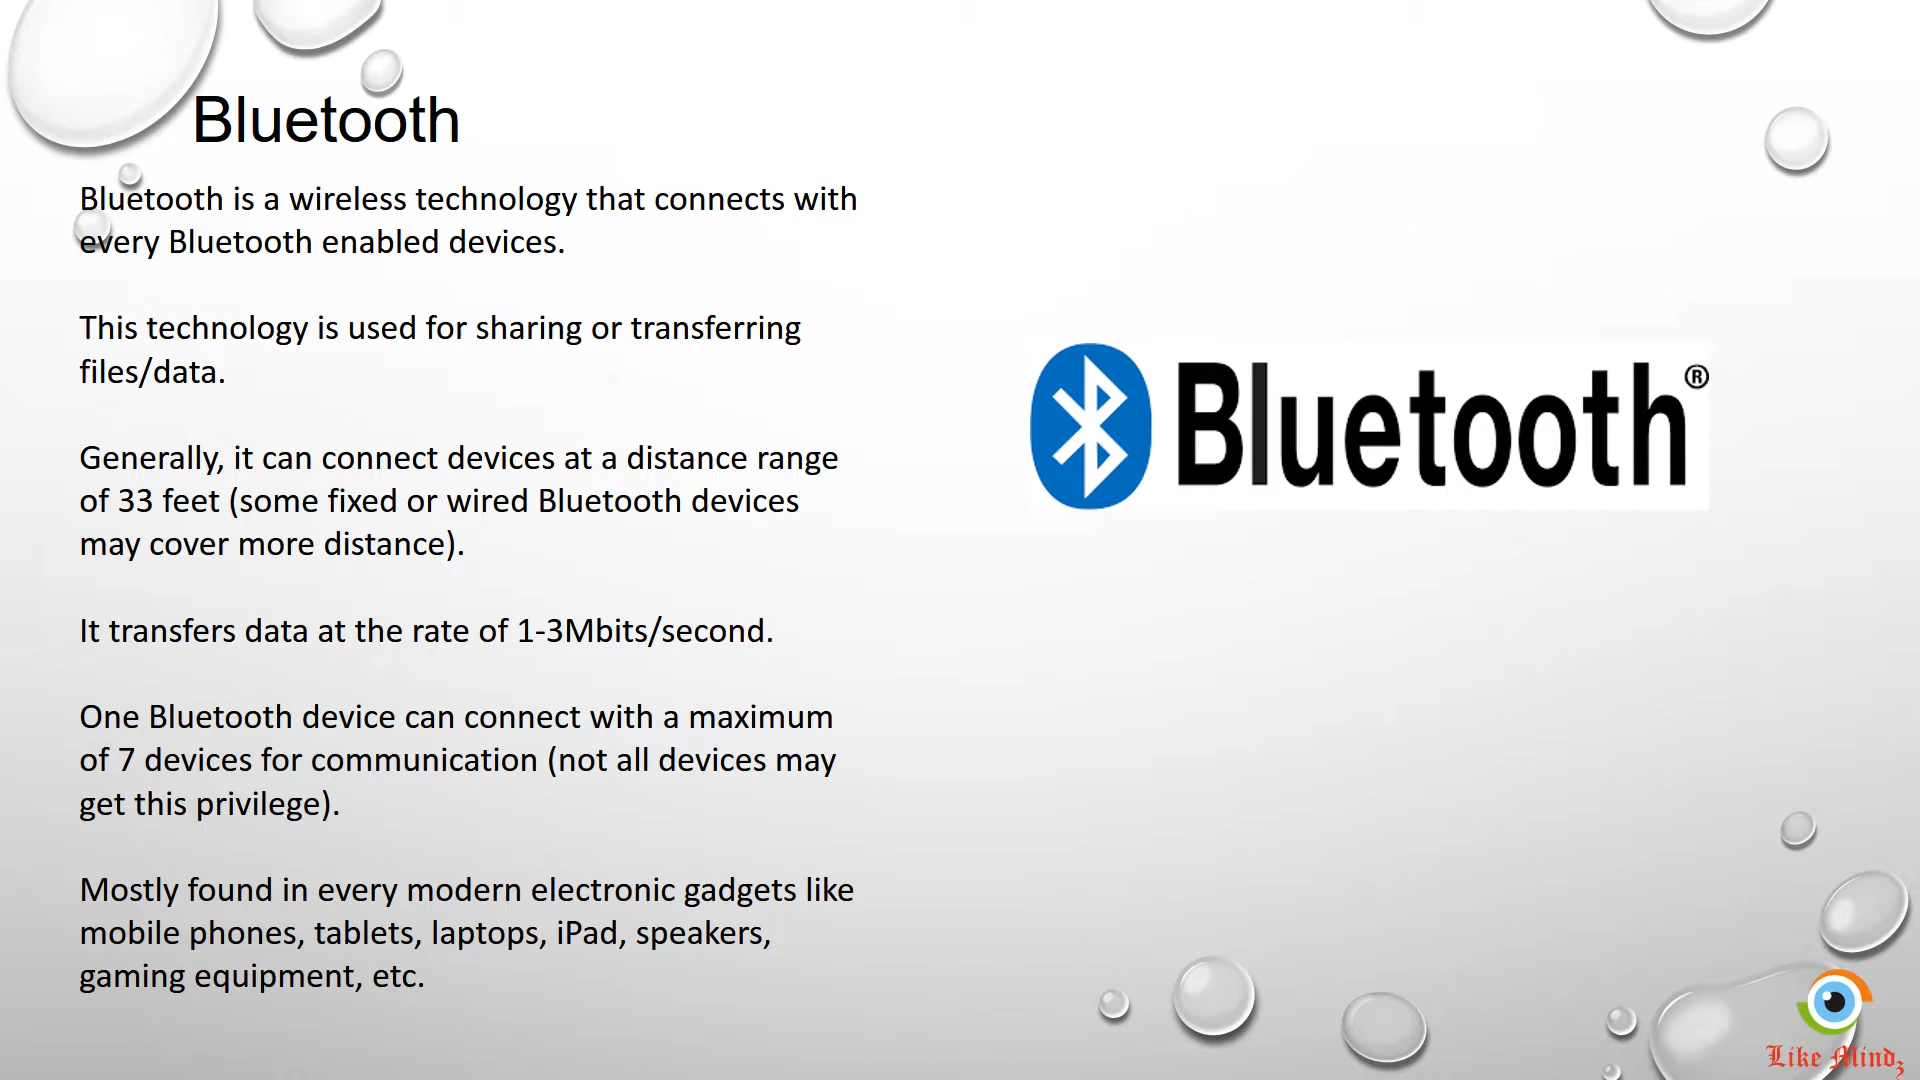 Bluetooth
Bluetooth is a wireless technology that connects with
every Bluetooth enabled devices.
This technology is used for sharing or transferring
files/data.
Generally, it can connect devices at a distance range
of 33 feet (some fixed or wired Bluetooth devices
may cover more distance).
It transfers data at the rate of 1-3Mbits/second.
One Bluetooth device can connect with a maximum
of 7 devices for communication (not all devices may
get this privilege).
Mostly found in every modern electronic gadgets like
mobile phones, tablets, laptops, iPad, speakers,
gaming equipment, etc.
Bluetooth®
Like Mindz